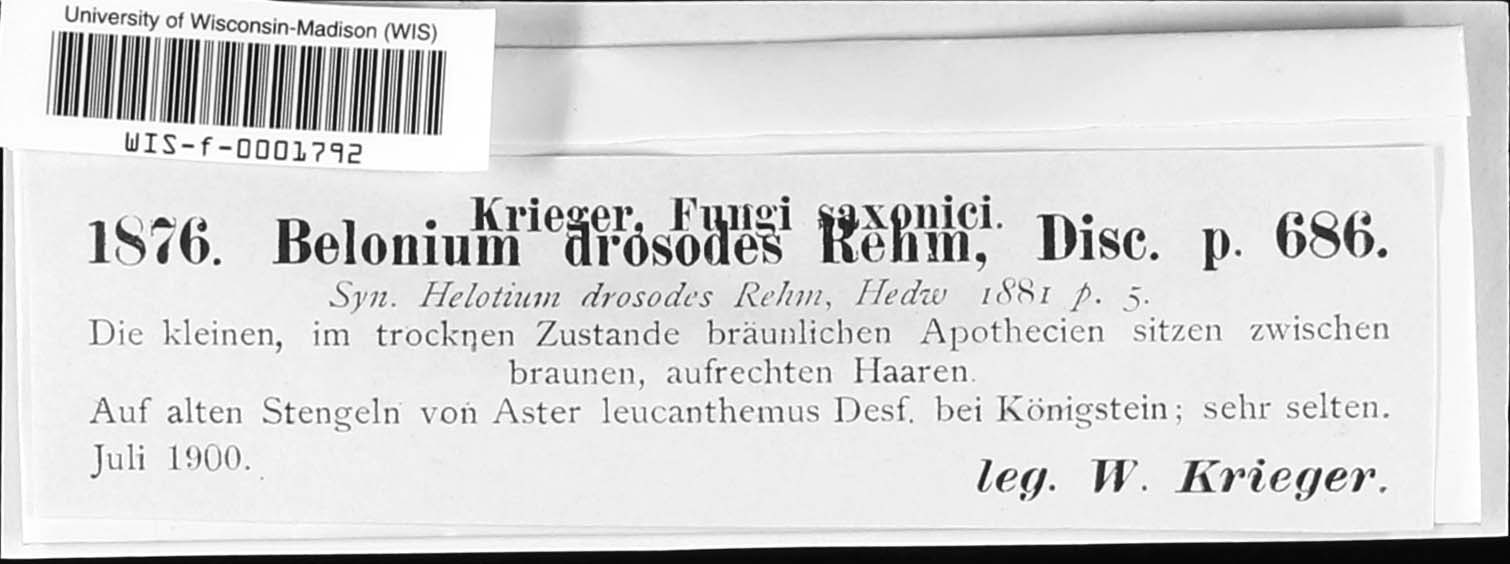 University of Wisconsin-Madison (WIS)
WIS-f-0001792
Krieger, Fungi saxonici.
1876. Belonium drosodes Rehm, Disc. p. 686.
Syn. Helotium drosodes Rehm, Hedw 1881 p. 5.
Die kleinen, im trocknen Zustande bräunlichen Apothecien sitzen zwischen
braunen, aufrechten Haaren.
Auf alten Stengeln von Aster leucanthemus Desf. bei Königstein; sehr selten.
Juli 1900.
leg. W. Krieger.